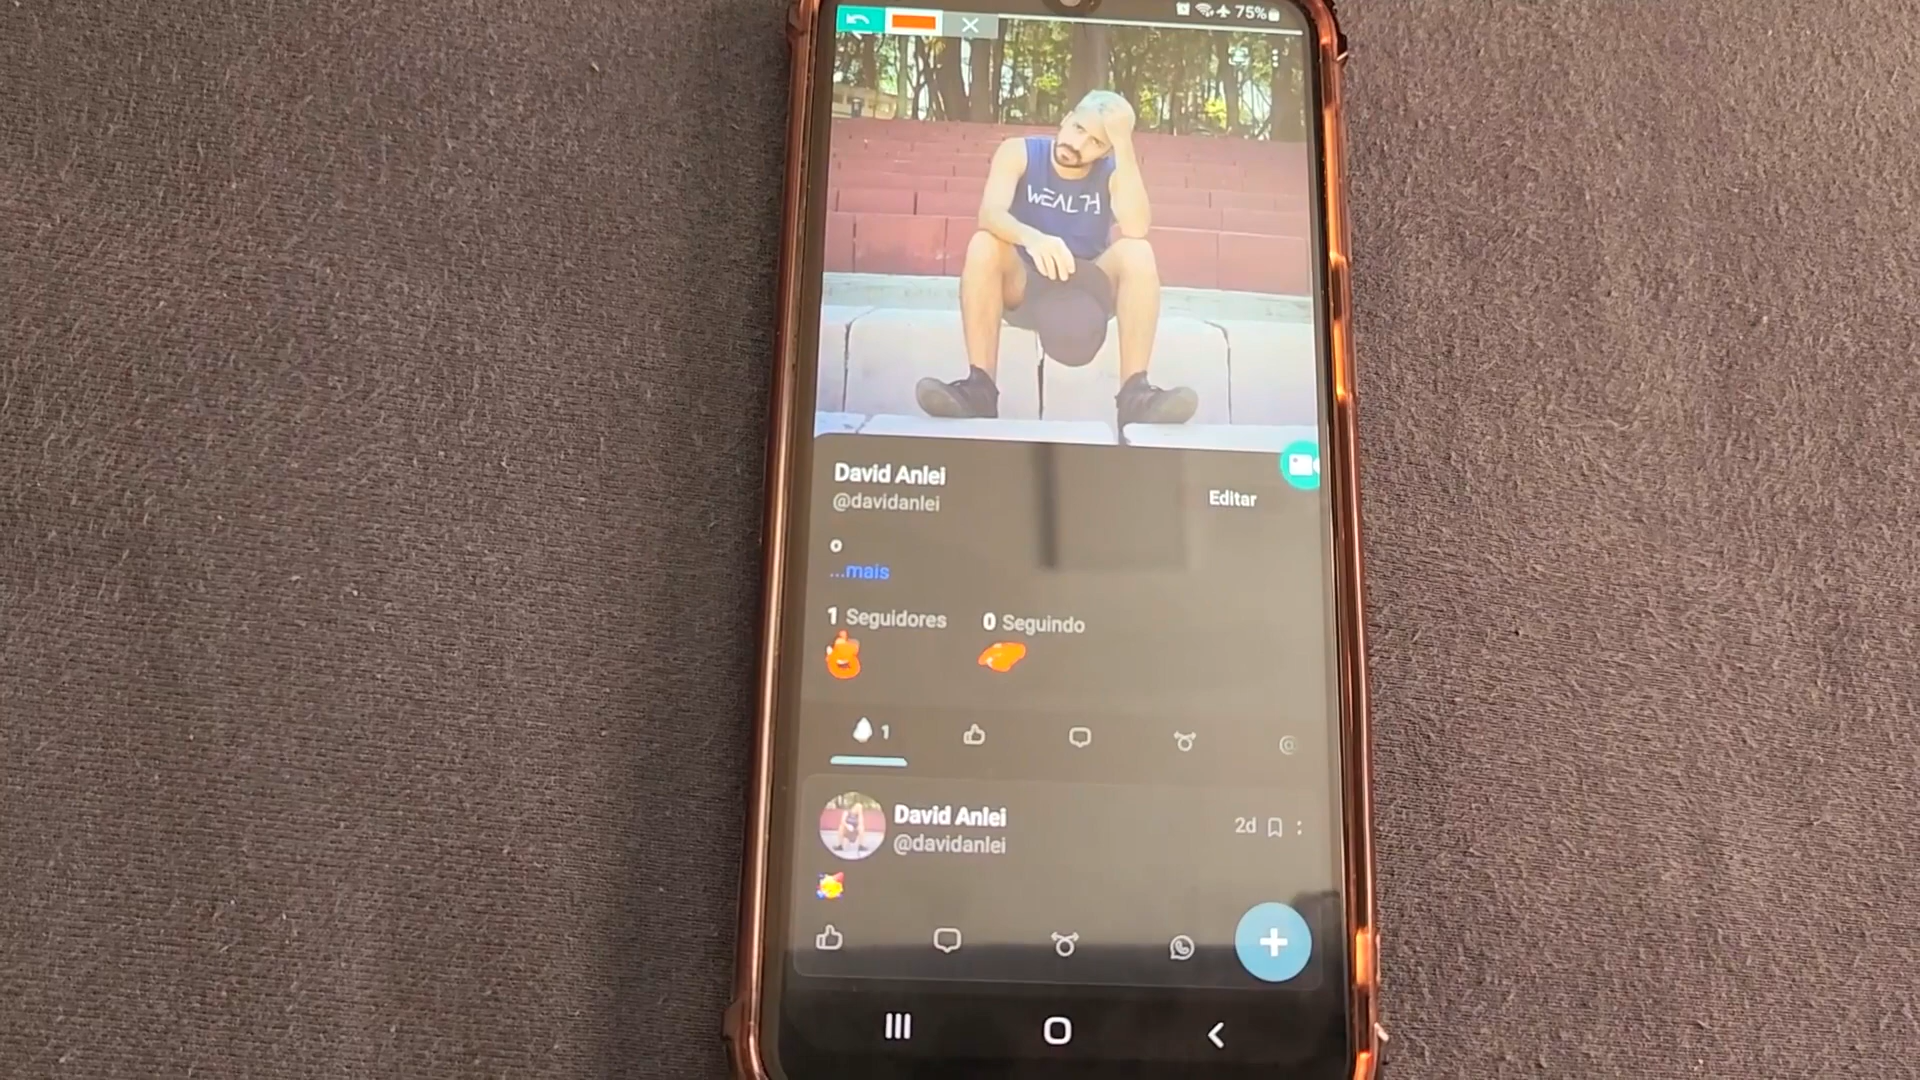 75%
WEALTH
David Anlei
@davidanlei
Editar
o
...mais
1 Seguidores
0 Seguindo
1
David Anlei
@davidanlei
2d